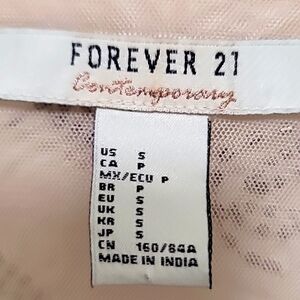 FOREVER 21
Contemporary
US S
CA P
MX/ECU P
BR P
EU S
UK S
KR S
JP S
CN 160/84A
MADE IN INDIA